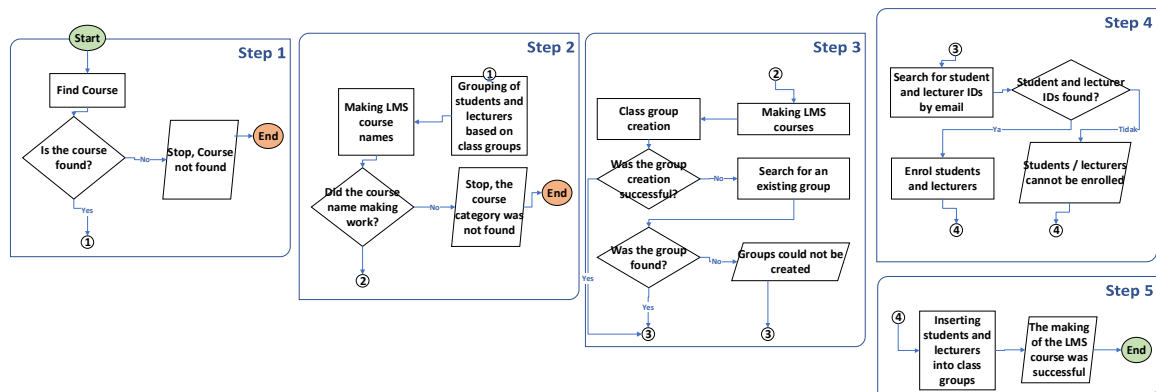 Step 1
Start
Find Course
Is the course
found?
No
Stop, Course
not found
End
Yes
1
Step 2
1
Grouping of
students and
lecturers
based on
class groups
Making LMS
course
names
Did the course
name making
work?
No
Stop, the
course
category was
not found
End
2
Step 3
2
Making LMS
courses
Class group
creation
Was the group
creation
successful?
No
Search for an
existing group
Was the group
found?
No
Groups could not be
created
Yes
Yes
3
3
Step 4
3
Search for student
and lecturer IDs
by email
Student and lecturer
IDs found?
Ya
Tidak
Enrol students
and lecturers
Students / lecturers
cannot be enrolled
4
4
Step 5
4
Inserting
students and
lecturers
into class
groups
The making
of the LMS
course was
successful
End